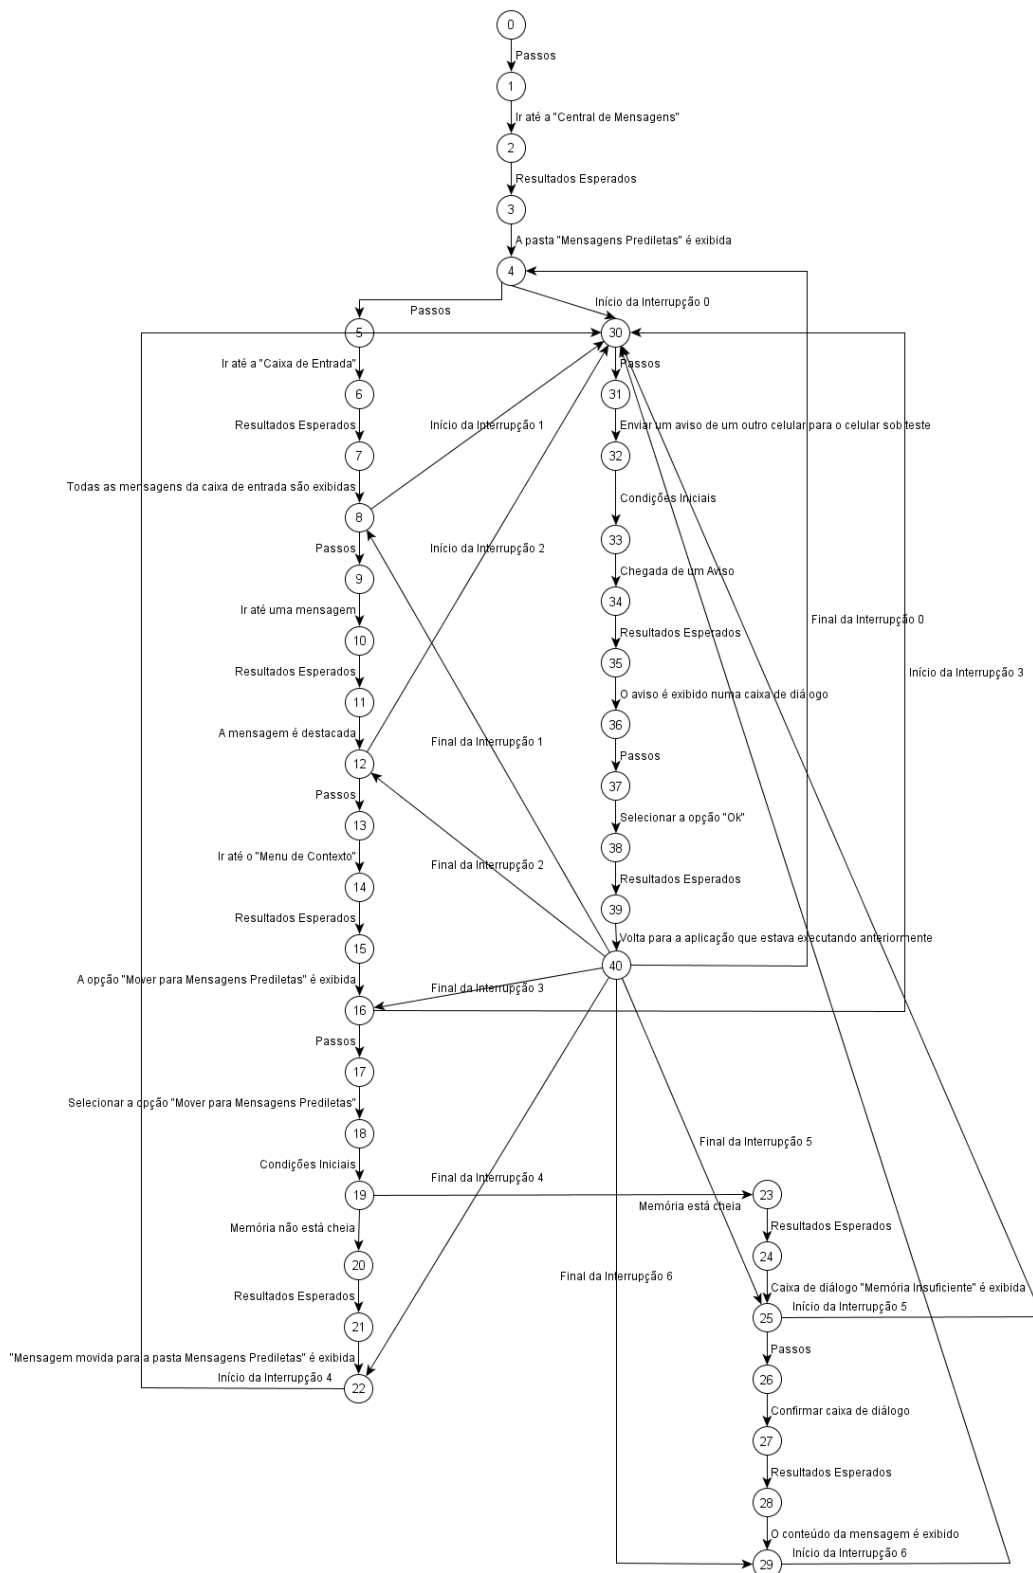 0
Passos
1
Ir até a "Central de Mensagens"
2
Resultados Esperados
3
A pasta "Mensagens Prediletas" é exibida
4
Início da Interrupção 0
Passos
5
30
Ir até a "Caixa de Entrada"
Passos
6
31
Resultados Esperados
Início da Interrupção 1
Enviar um aviso de um outro celular para o celular sob teste
7
32
Todas as mensagens da caixa de entrada são exibidas
Condições Iniciais
8
33
Passos
Início da Interrupção 2
Chegada de um Aviso
9
34
Ir até uma mensagem
Final da Interrupção 0
Resultados Esperados
10
35
Resultados Esperados
Início da Interrupção 3
O aviso é exibido numa caixa de diálogo
11
36
A mensagem é destacada
Final da Interrupção 1
Passos
12
37
Passos
Selecionar a opção "Ok"
13
38
Ir até o "Menu de Contexto"
Final da Interrupção 2
Resultados Esperados
14
39
Resultados Esperados
Volta para a aplicação que estava executando anteriormente
15
40
A opção "Mover para Mensagens Prediletas" é exibida
Final da Interrupção 3
16
Passos
17
Selecionar a opção "Mover para Mensagens Prediletas"
18
Final da Interrupção 5
Condições Iniciais
Final da Interrupção 4
19
23
Memória está cheia
Memória não está cheia
Resultados Esperados
20
24
Final da Interrupção 6
Resultados Esperados
Caixa de diálogo "Memória Insuficiente" é exibida
Início da Interrupção 5
21
25
"Mensagem movida para a pasta Mensagens Prediletas" é exibida
Passos
Início da Interrupção 4
22
26
Confirmar caixa de diálogo
27
Resultados Esperados
28
O conteúdo da mensagem é exibido
Início da Interrupção 6
29